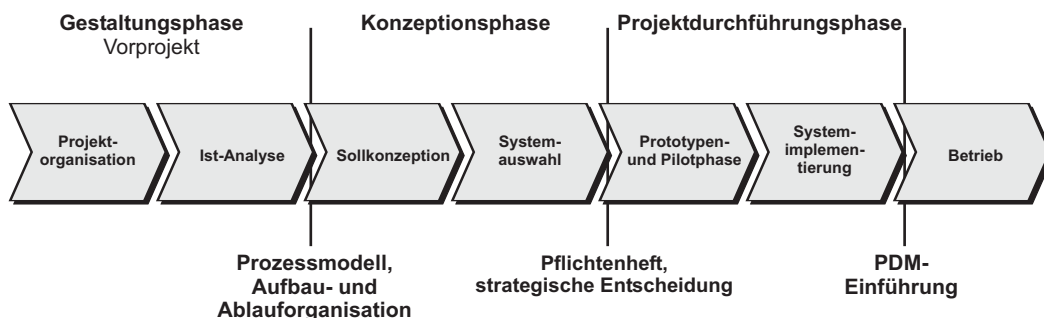 Gestaltungsphase
Vorprojekt
Konzeptionsphase
Projektdurchführungsphase
Projekt-
organisation
Ist-Analyse
Sollkonzeption
System-
auswahl
Prototypen-
und Pilotphase
System-
implemen-
tierung
Betrieb
Prozessmodell,
Aufbau- und
Ablauforganisation
Pflichtenheft,
strategische Entscheidung
PDM-
Einführung